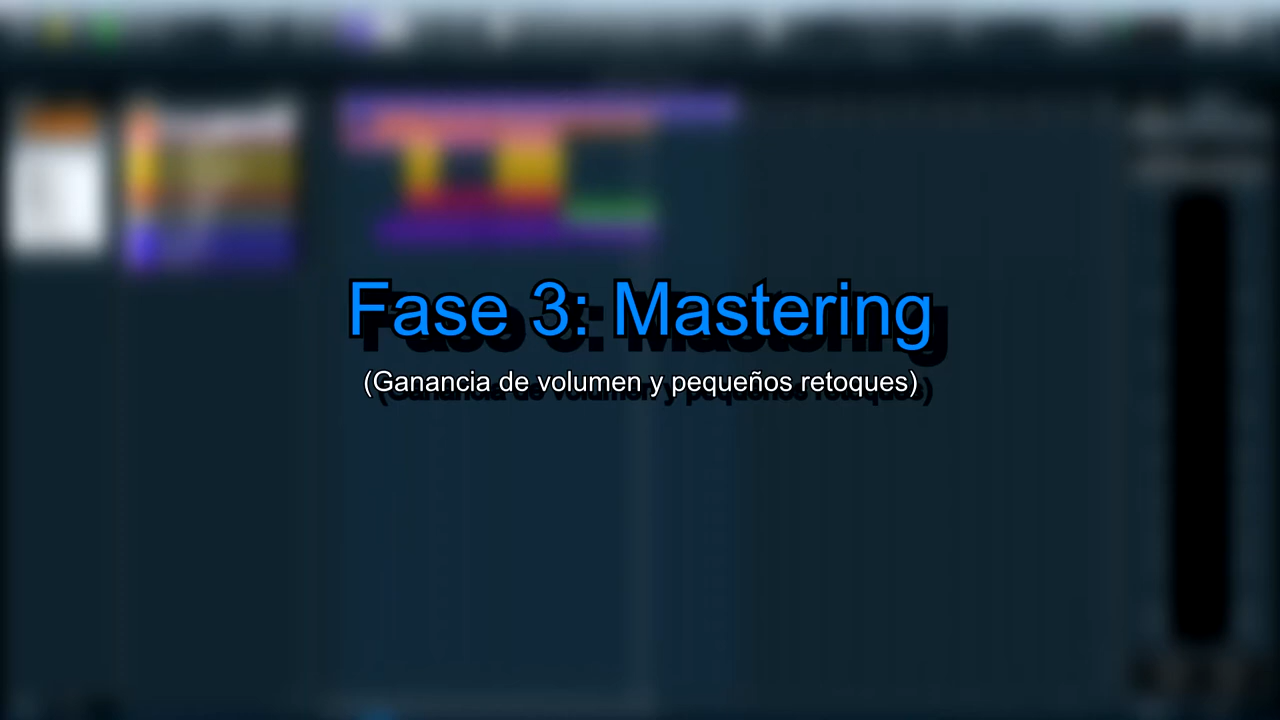 Fase 3: Mastering
(Ganancia de volumen y pequeños retoques)